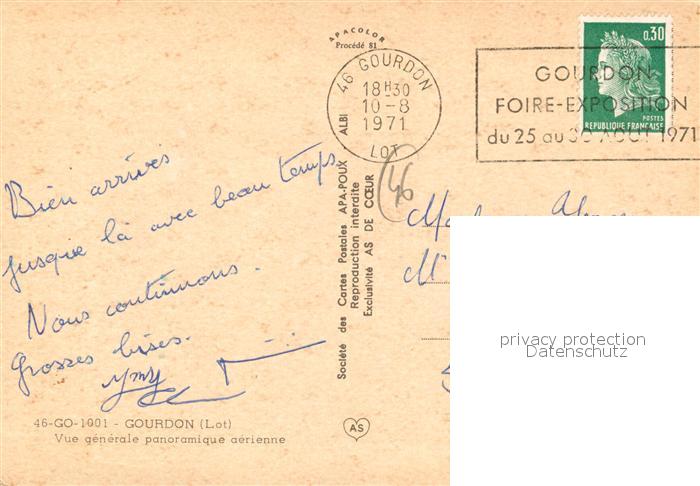 APACOLOR
Procédé 81
46 GOURDON
18H30
10-8
1971
LOT
0,30
POSTES
REPUBLIQUE FRANÇAISE
GOURDON
FOIRE-EXPOSITION
du 25 au 30 AOUT 1971
46
Bien arrivés
jusque là avec beau temps.
Nous continuons.
Grosses bises.
M
privacy protection
Datenschutz
Société des Cartes Postales APA-POUX ALBI
Reproduction interdite
Exclusivité AS DE CŒUR
46-GO-1001 - GOURDON (Lot)
Vue générale panoramique aérienne
AS